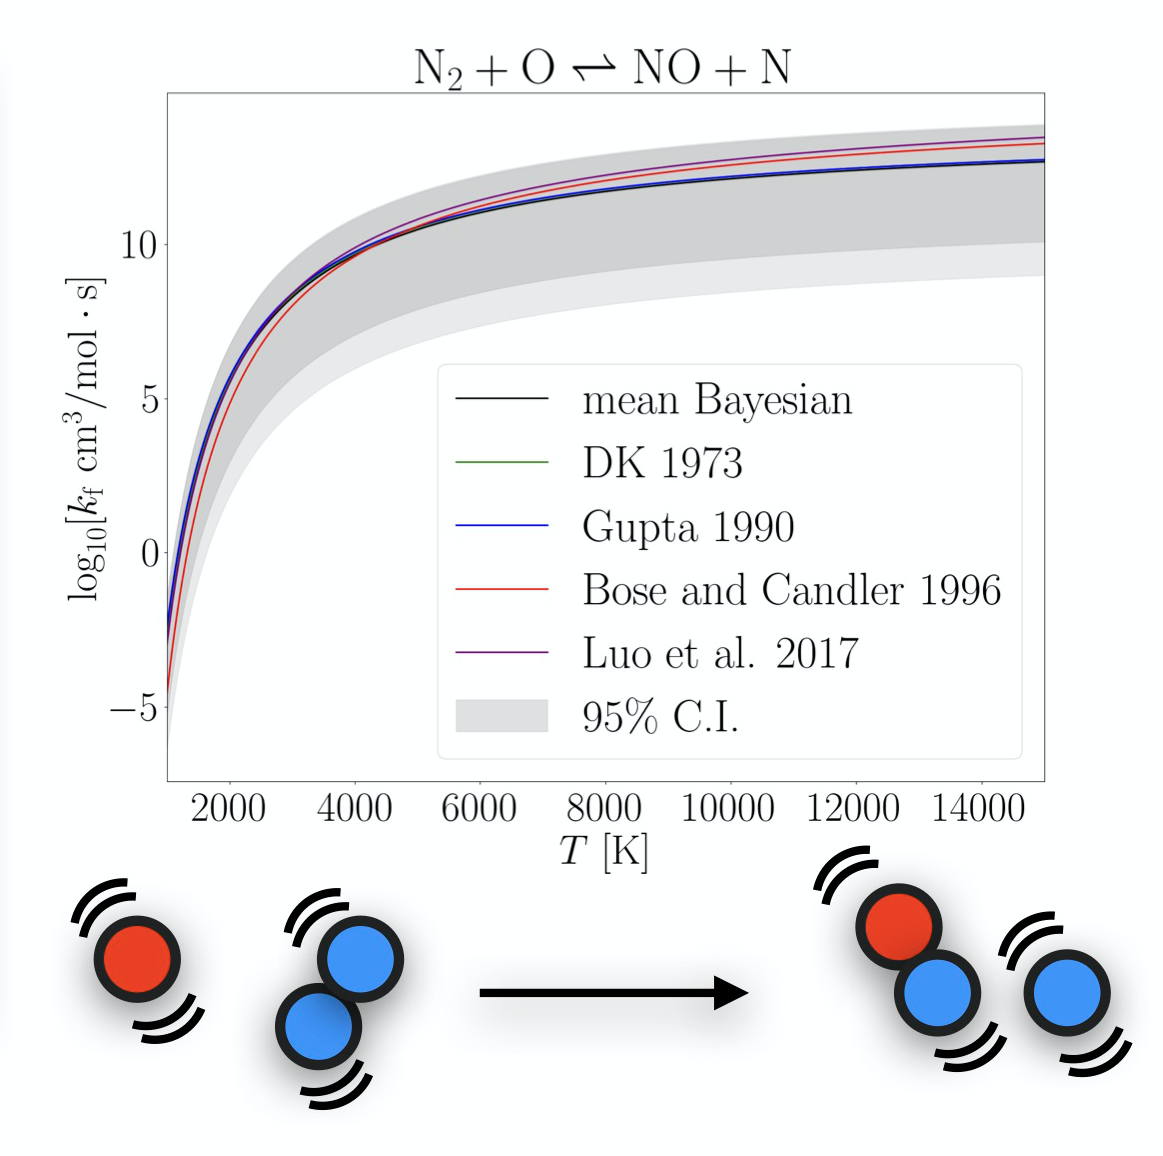 N₂ + O ⇌ NO + N
log₁₀[k_f cm³/mol · s]
10
5
0
−5
mean Bayesian
DK 1973
Gupta 1990
Bose and Candler 1996
Luo et al. 2017
95% C.I.
2000 4000 6000 8000 10000 12000 14000
T [K]